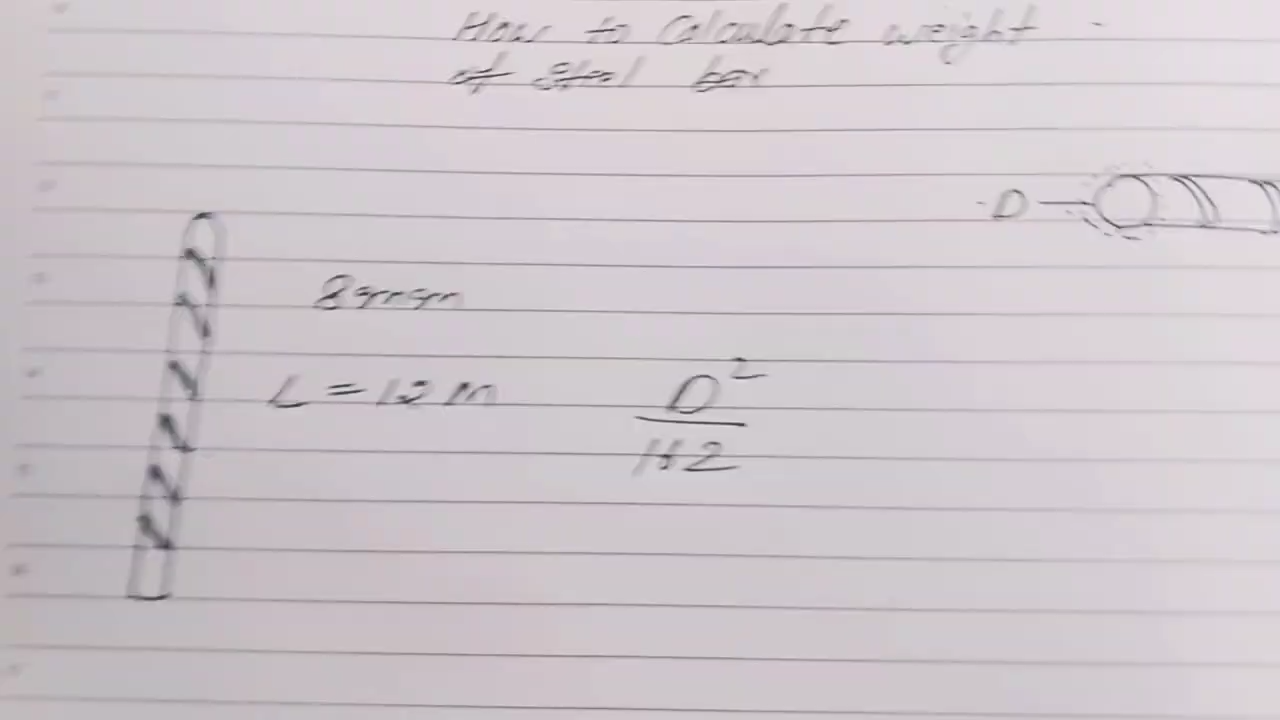 How to Calculate weight
of Steel bar
D
8mm
L = 12 m
D²
162